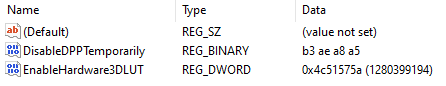 Name Type Data
(Default) REG_SZ (value not set)
DisableDPPTemporarily REG_BINARY b3 ae a8 a5
EnableHardware3DLUT REG_DWORD 0x4c51575a (1280399194)